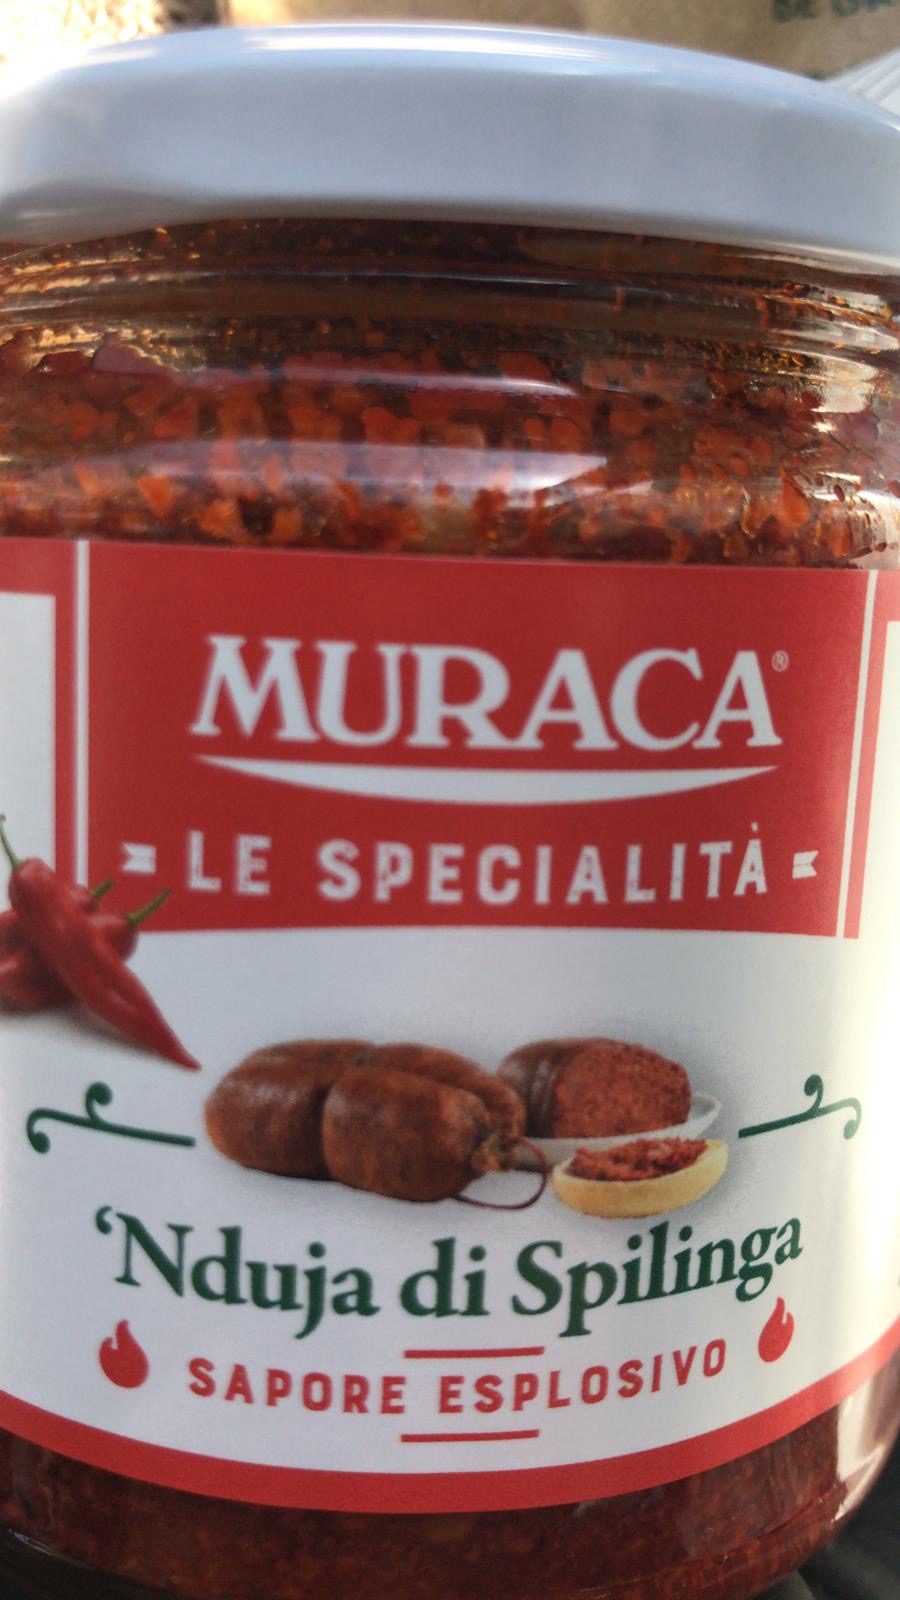 MURACA®
LE SPECIALITÀ
‘Nduja di Spilinga
SAPORE ESPLOSIVO